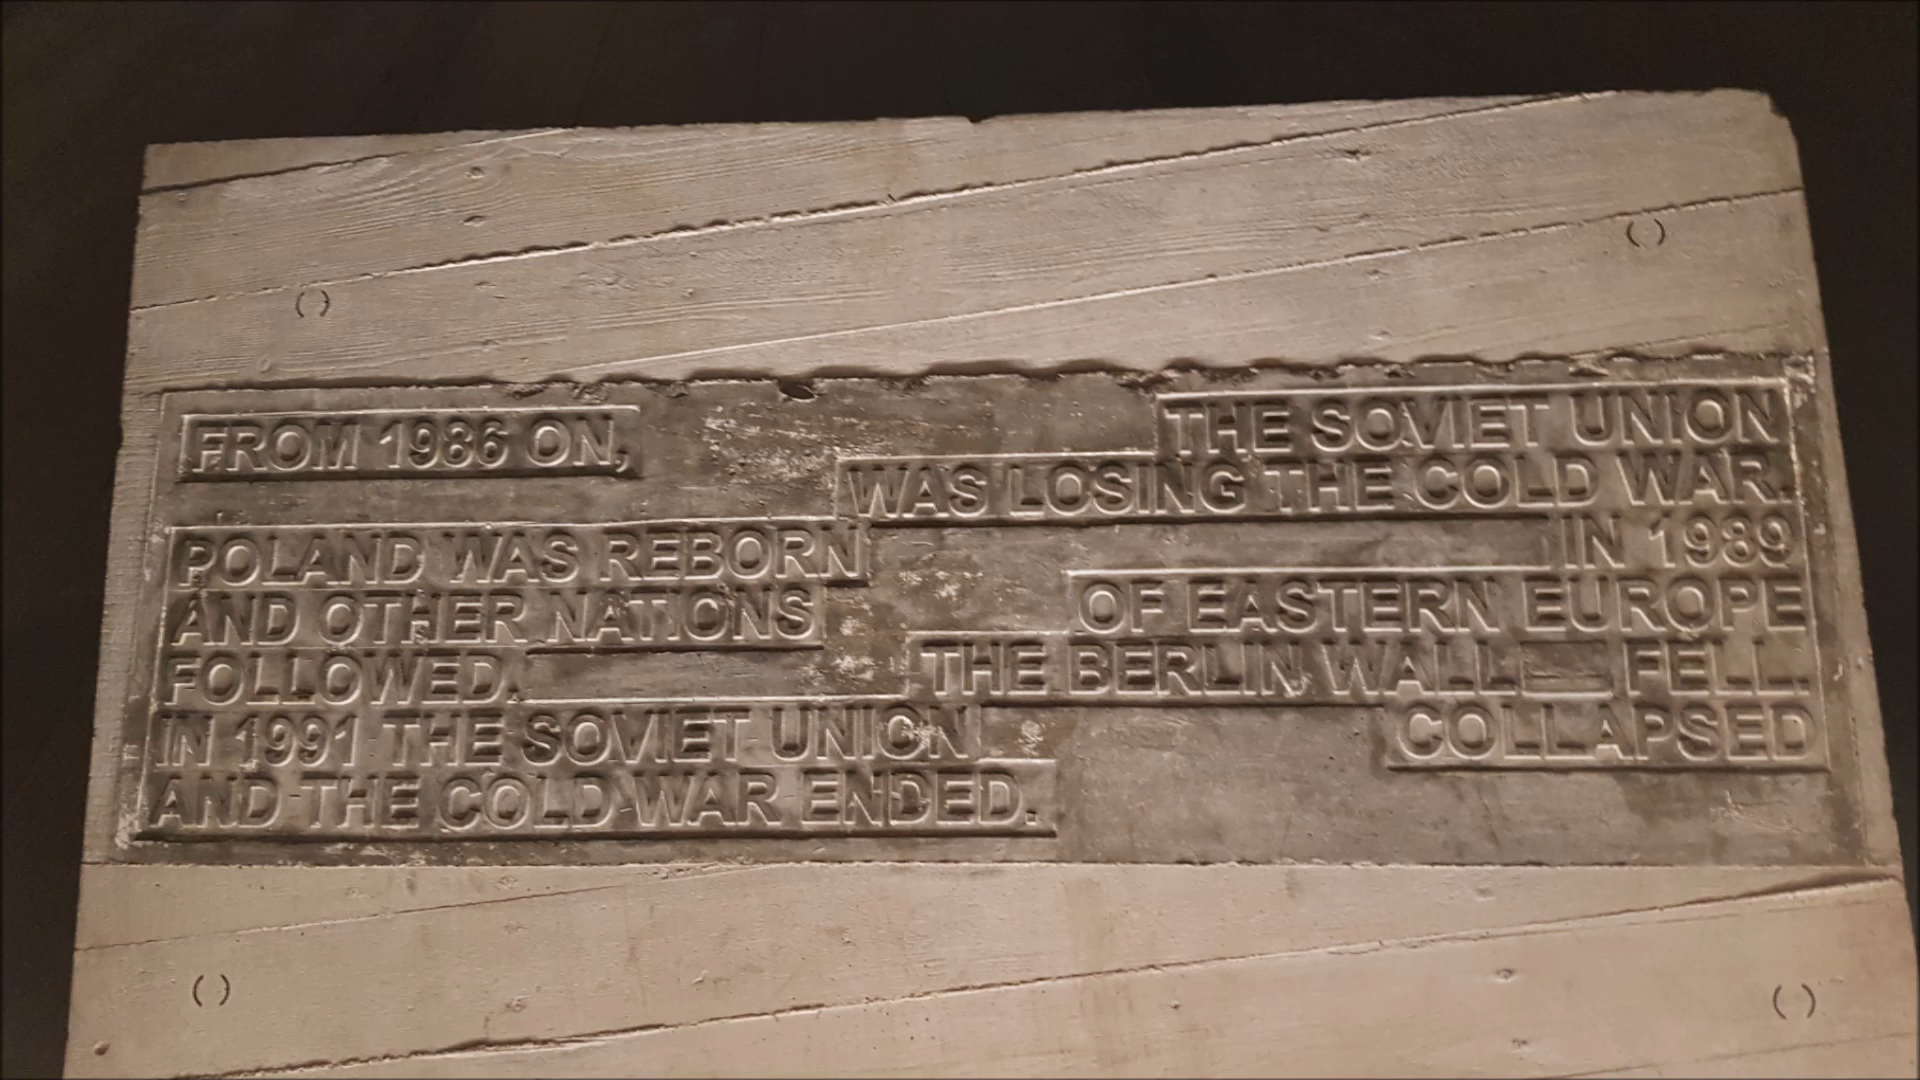 FROM 1986 ON, THE SOVIET UNION
WAS LOSING THE COLD WAR.
POLAND WAS REBORN IN 1989
AND OTHER NATIONS OF EASTERN EUROPE
FOLLOWED. THE BERLIN WALL FELL.
IN 1991 THE SOVIET UNION COLLAPSED
AND THE COLD WAR ENDED.